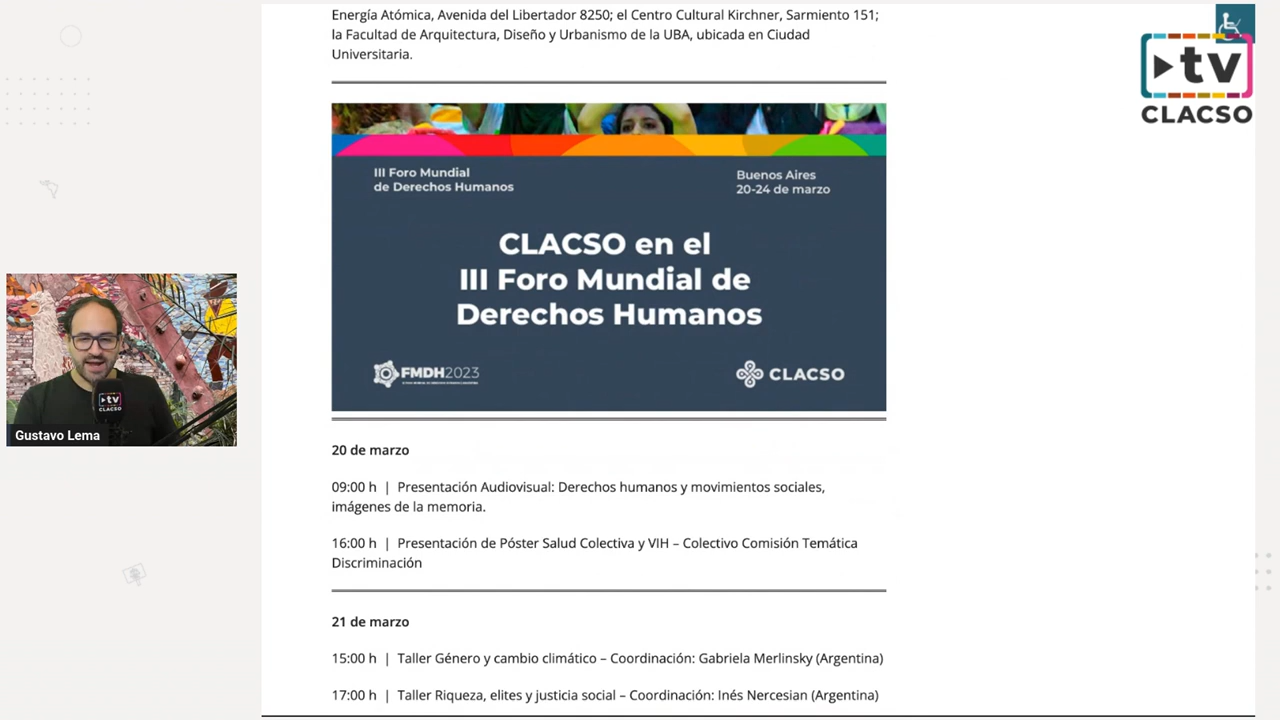 Energía Atómica, Avenida del Libertador 8250; el Centro Cultural Kirchner, Sarmiento 151;
la Facultad de Arquitectura, Diseño y Urbanismo de la UBA, ubicada en Ciudad
Universitaria.
tv
CLACSO
III Foro Mundial
de Derechos Humanos
Buenos Aires
20-24 de marzo
CLACSO en el
III Foro Mundial de
Derechos Humanos
FMDH2023
CLACSO
tv
CLACSO
Gustavo Lema
20 de marzo
09:00 h | Presentación Audiovisual: Derechos humanos y movimientos sociales,
imágenes de la memoria.
16:00 h | Presentación de Póster Salud Colectiva y VIH – Colectivo Comisión Temática
Discriminación
21 de marzo
15:00 h | Taller Género y cambio climático – Coordinación: Gabriela Merlinsky (Argentina)
17:00 h | Taller Riqueza, elites y justicia social – Coordinación: Inés Nercesian (Argentina)